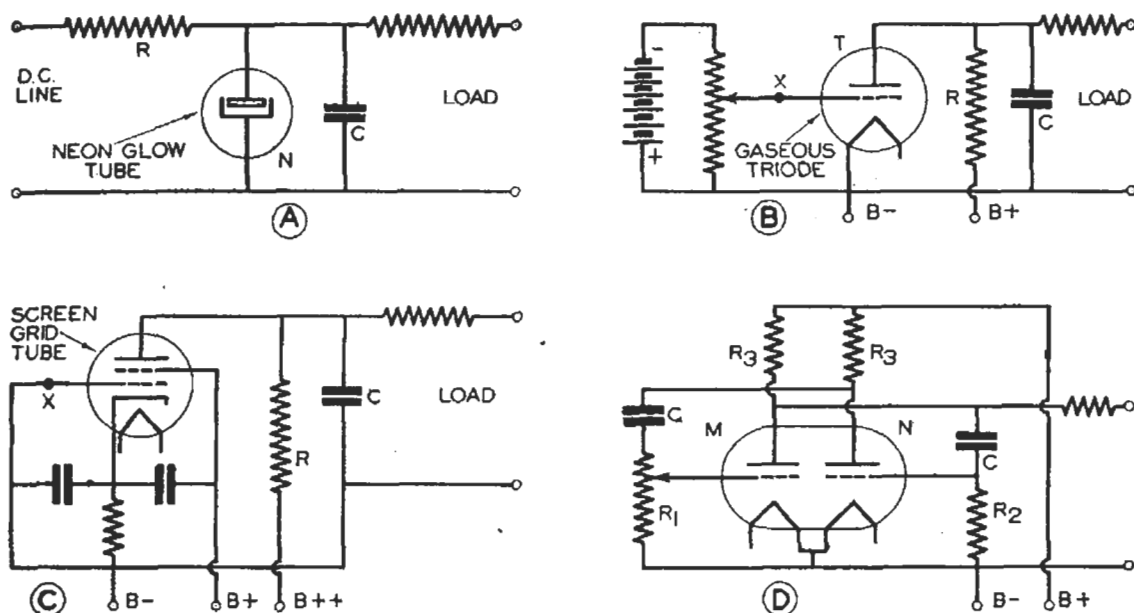 R
D.C.
LINE
LOAD
C
NEON GLOW
TUBE
N
A
T
X
R
C
LOAD
GASEOUS
TRIODE
+
-
B-
B+
B
SCREEN
GRID
TUBE
X
C
LOAD
R
C
B-
B+
B++
R3
R3
C
M
N
C
R1
R2
D
B-
B+